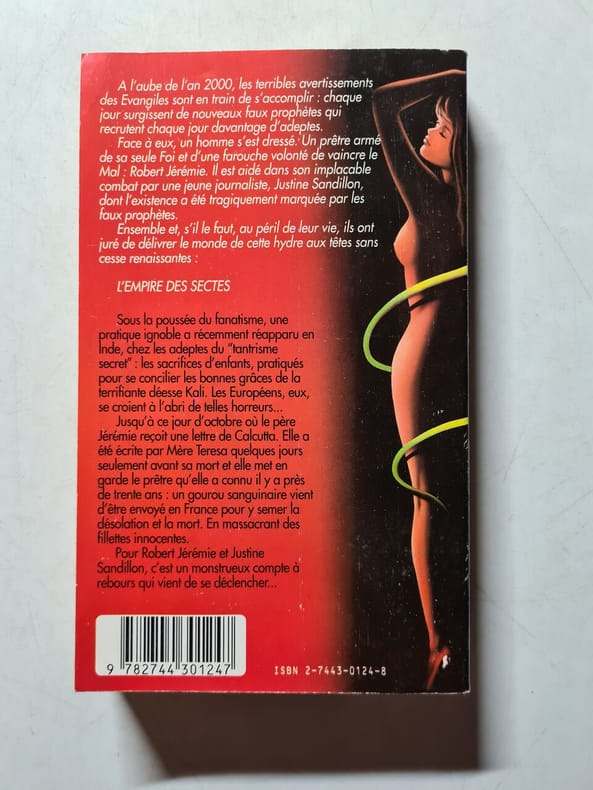 A l'aube de l'an 2000, les terribles avertissements
des Evangiles sont en train de s'accomplir : chaque
jour surgissent de nouveaux faux prophètes qui
recrutent chaque jour davantage d'adeptes.
Face à eux, un homme s'est dressé. Un prêtre armé
de sa seule Foi et d'une farouche volonté de vaincre le
Mal : Robert Jérémie. Il est aidé dans son implacable
combat par une jeune journaliste, Justine Sandillon,
dont l'existence a été tragiquement marquée par les
faux prophètes.
Ensemble et, s'il le faut, au péril de leur vie, ils ont
juré de délivrer le monde de cette hydre aux têtes sans
cesse renaissantes :
L'EMPIRE DES SECTES
Sous la poussée du fanatisme, une
pratique ignoble a récemment réapparu en
Inde, chez les adeptes du "tantrisme
secret" : les sacrifices d'enfants, pratiqués
pour se concilier les bonnes grâces de la
terrifiante déesse Kali. Les Européens, eux,
se croient à l'abri de telles horreurs...
Jusqu'à ce jour d'octobre où le père
Jérémie reçoit une lettre de Calcutta. Elle a
été écrite par Mère Teresa quelques jours
seulement avant sa mort et elle met en
garde le prêtre qu'elle a connu il y a près
de trente ans : un gourou sanguinaire vient
d'être envoyé en France pour y semer la
désolation et la mort. En massacrant des
fillettes innocentes.
Pour Robert Jérémie et Justine
Sandillon, c'est un monstrueux compte à
rebours qui vient de se déclencher...
9 782744 301247
ISBN 2-7443-0124-8